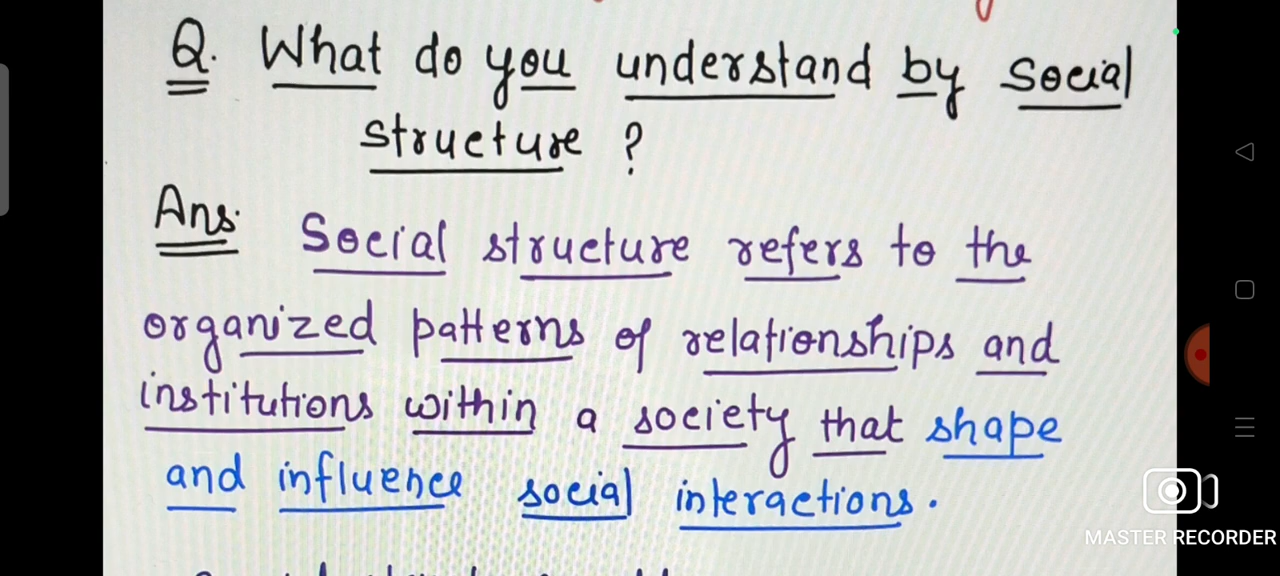 Q. What do you understand by Social
structure ?
Ans. Social structure refers to the
organized patterns of relationships and
institutions within a society that shape
and influence social interactions.
MASTER RECORDER